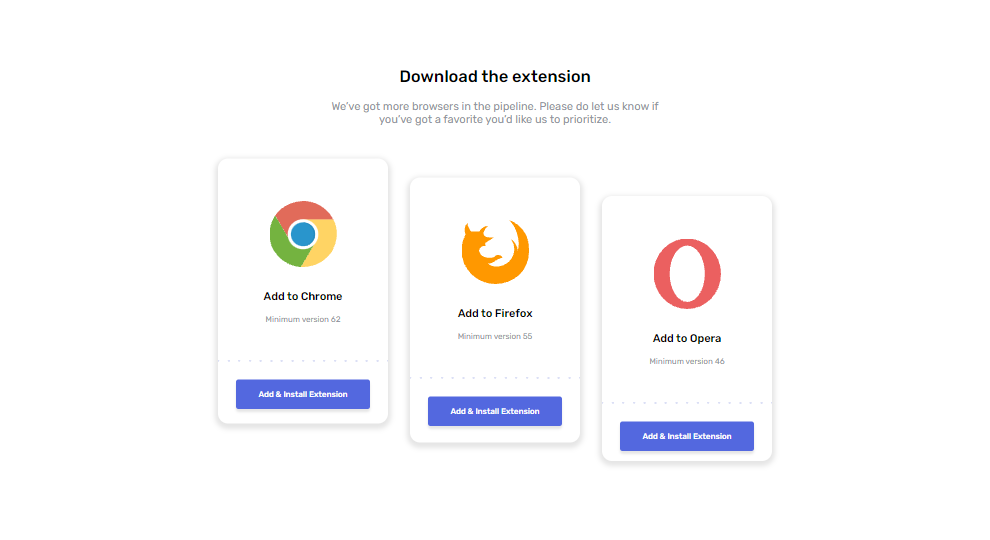 Download the extension
We've got more browsers in the pipeline. Please do let us know if
you've got a favorite you'd like us to prioritize.
Add to Chrome
Minimum version 62
Add & Install Extension
Add to Firefox
Minimum version 55
Add & Install Extension
Add to Opera
Minimum version 46
Add & Install Extension